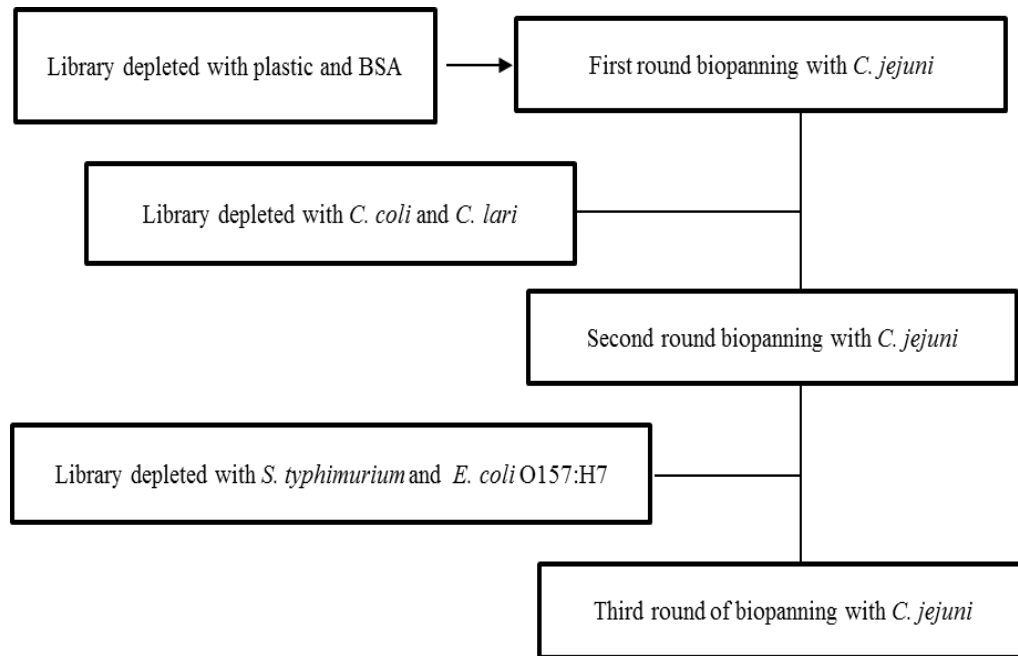 Library depleted with plastic and BSA
First round biopanning with C. jejuni
Library depleted with C. coli and C. lari
Second round biopanning with C. jejuni
Library depleted with S. typhimurium and E. coli O157:H7
Third round of biopanning with C. jejuni